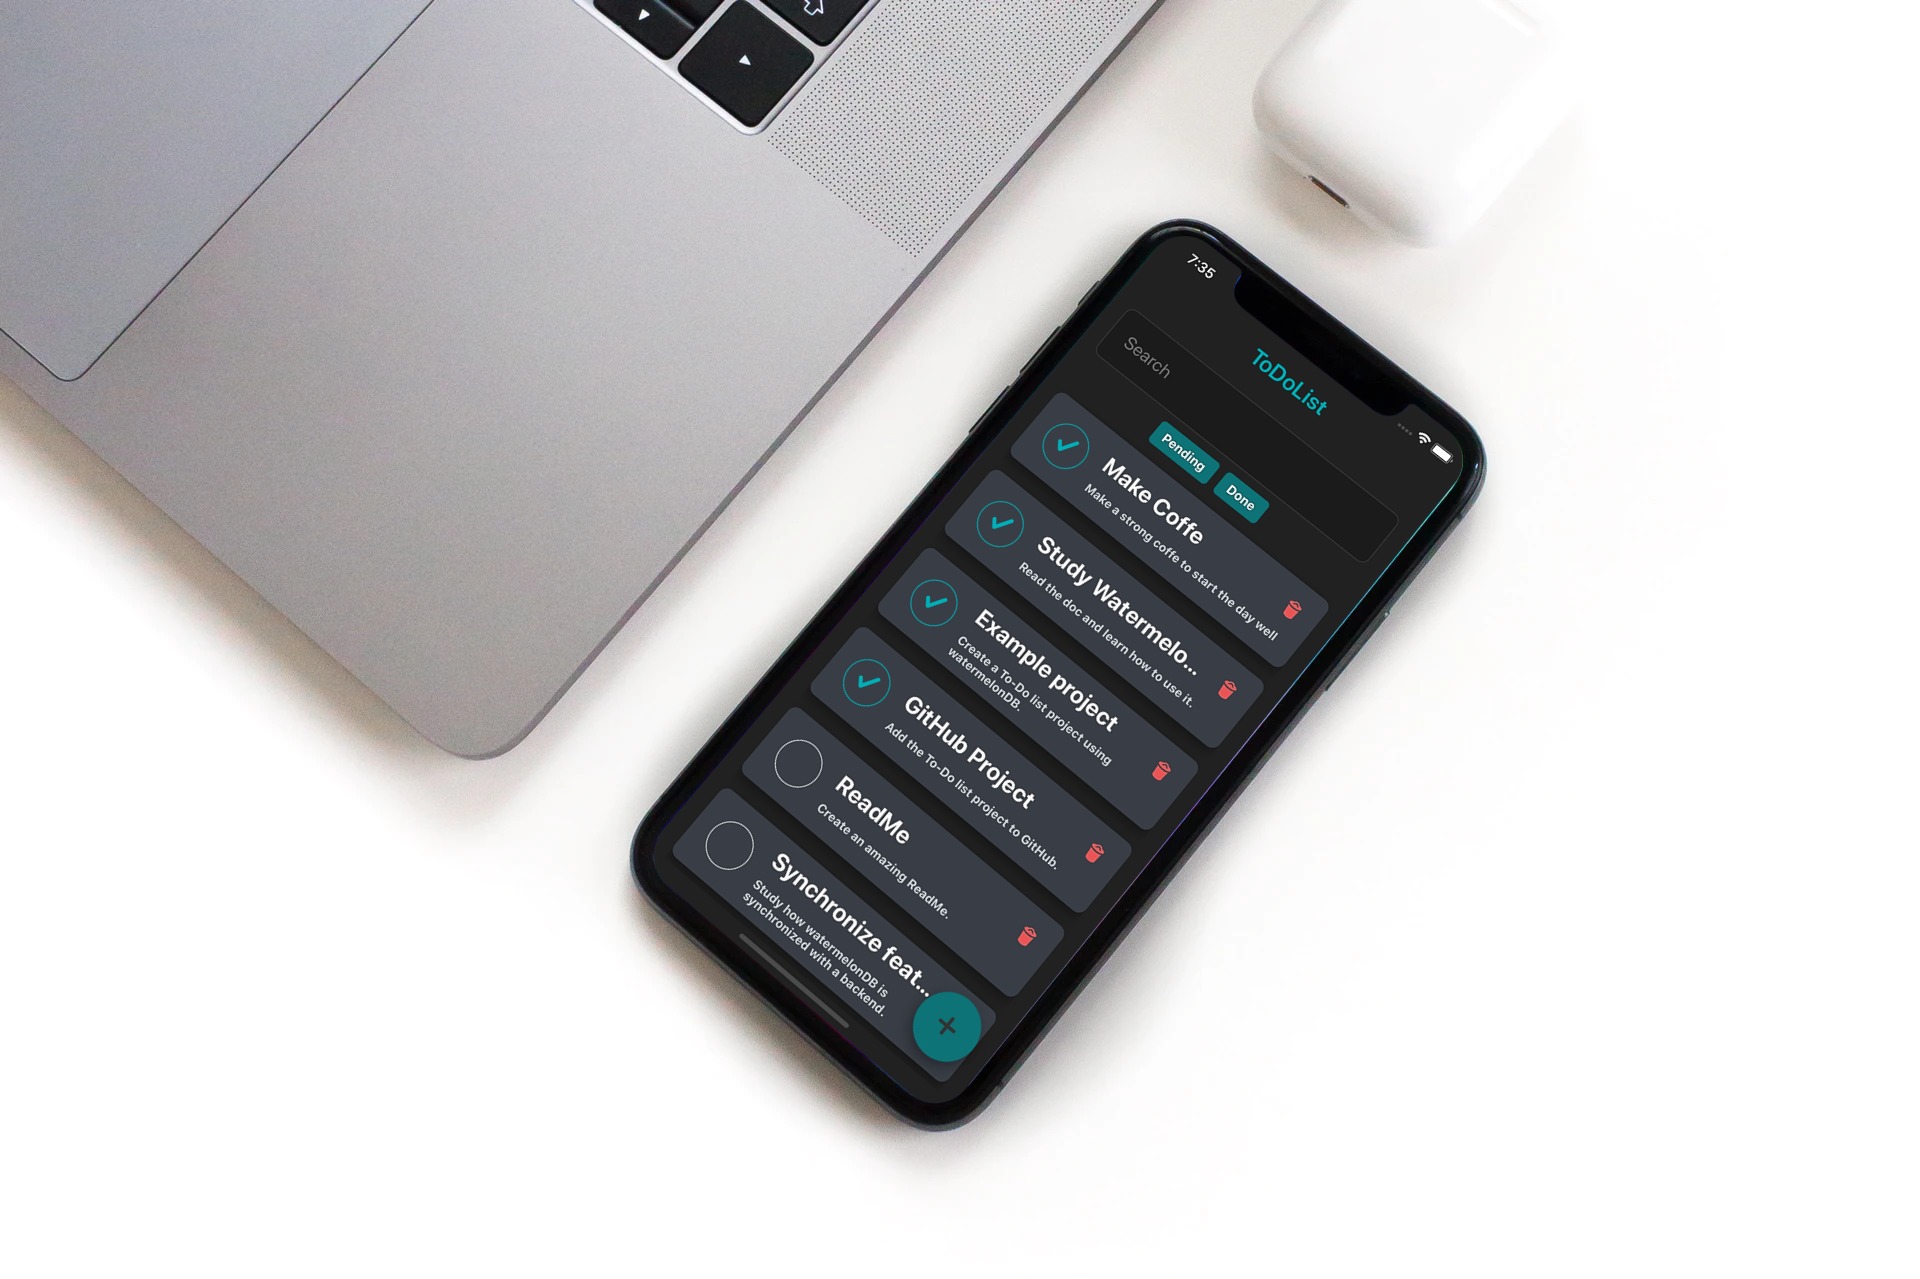 7:35
ToDoList
Search
Pending
Done
Make Coffe
Make a strong coffe to start the day well
Study Watermelo...
Read the doc and learn how to use it.
Example project
Create a To-Do list project using
watermelonDB.
GitHub Project
Add the To-Do list project to GitHub.
ReadMe
Create an amazing ReadMe.
Synchronize feat...
Study how watermelonDB is
synchronized with a backend.